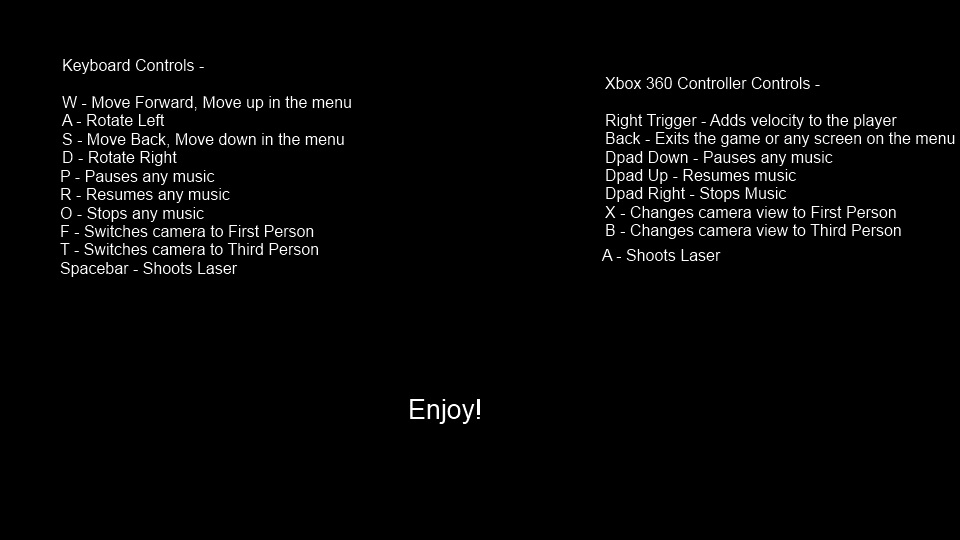 Keyboard Controls -
W - Move Forward, Move up in the menu
A - Rotate Left
S - Move Back, Move down in the menu
D - Rotate Right
P - Pauses any music
R - Resumes any music
O - Stops any music
F - Switches camera to First Person
T - Switches camera to Third Person
Spacebar - Shoots Laser
Xbox 360 Controller Controls -
Right Trigger - Adds velocity to the player
Back - Exits the game or any screen on the menu
Dpad Down - Pauses any music
Dpad Up - Resumes music
Dpad Right - Stops Music
X - Changes camera view to First Person
B - Changes camera view to Third Person
A - Shoots Laser
Enjoy!